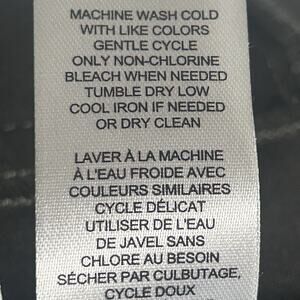 MACHINE WASH COLD
WITH LIKE COLORS
GENTLE CYCLE
ONLY NON-CHLORINE
BLEACH WHEN NEEDED
TUMBLE DRY LOW
COOL IRON IF NEEDED
OR DRY CLEAN
LAVER À LA MACHINE
À L'EAU FROIDE AVEC
COULEURS SIMILAIRES
CYCLE DÉLICAT
UTILISER DE L'EAU
DE JAVEL SANS
CHLORE AU BESOIN
SÉCHER PAR CULBUTAGE,
CYCLE DOUX